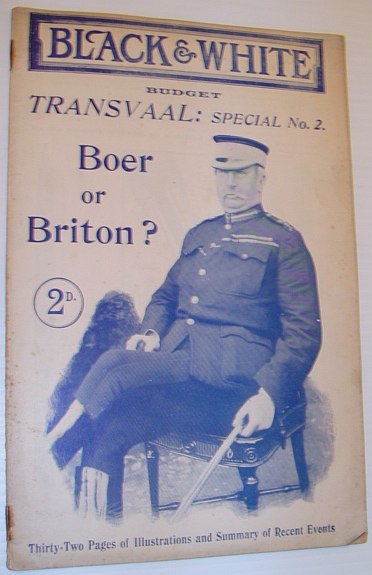 BLACK & WHITE
BUDGET
TRANSVAAL: SPECIAL No. 2.
Boer
or
Briton?
2D.
Thirty-Two Pages of Illustrations and Summary of Recent Events